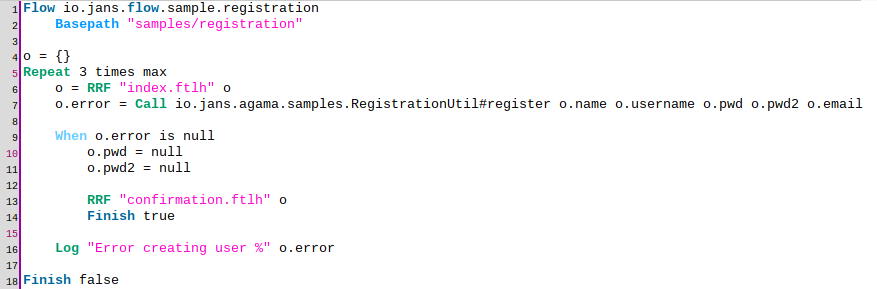 1 Flow io.jans.flow.sample.registration
2     Basepath "samples/registration"
3
4 o = {}
5 Repeat 3 times max
6     o = RRF "index.ftlh" o
7     o.error = Call io.jans.agama.samples.RegistrationUtil#register o.name o.username o.pwd o.pwd2 o.email
8
9     When o.error is null
10         o.pwd = null
11         o.pwd2 = null
12
13         RRF "confirmation.ftlh" o
14         Finish true
15
16     Log "Error creating user %" o.error
17
18 Finish false